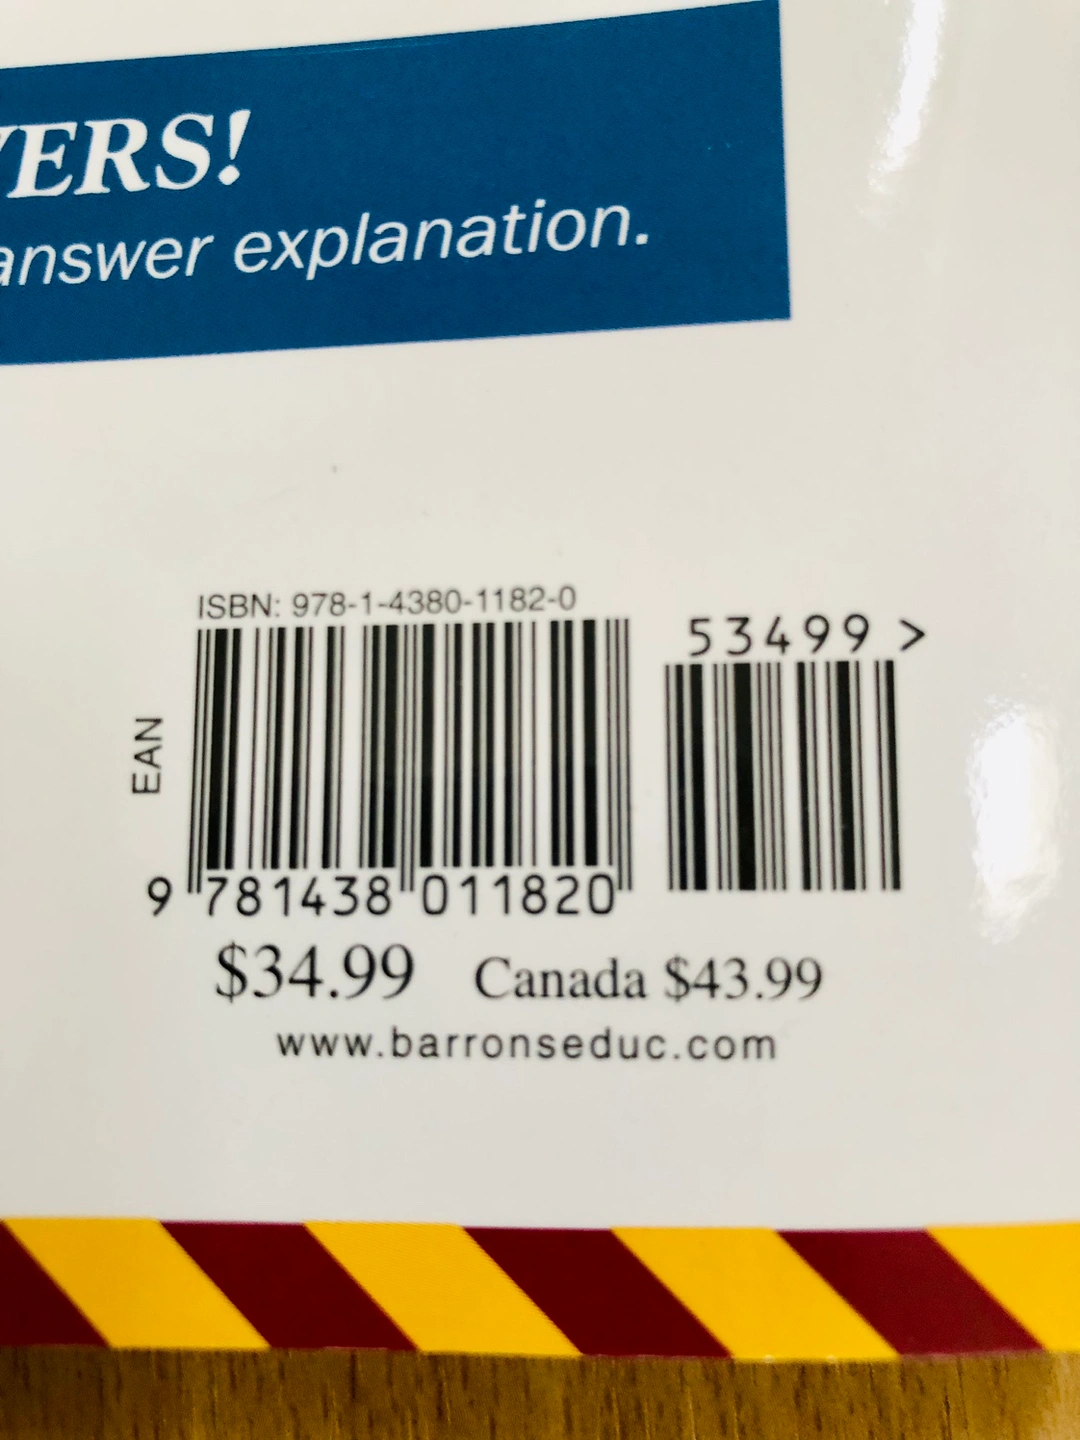 answer explanation.
ISBN: 978-1-4380-1182-0
53499 >
EAN
9 781438 011820
$34.99 Canada $43.99
www.barronseduc.com